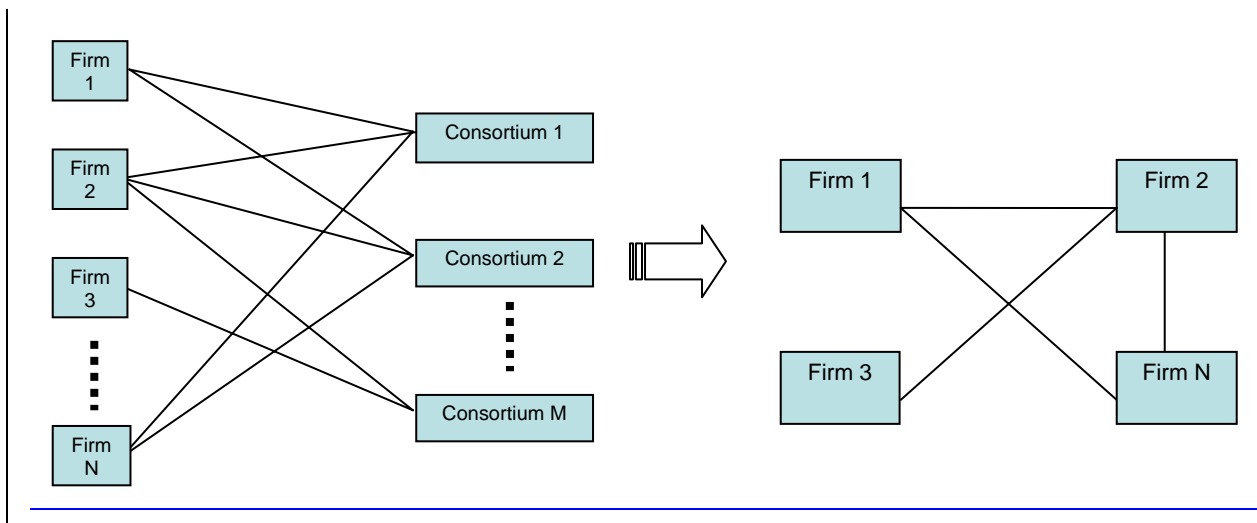 Firm
1
Firm
2
Firm
3
Firm
N
Consortium 1
Consortium 2
Consortium M
Firm 1
Firm 2
Firm 3
Firm N